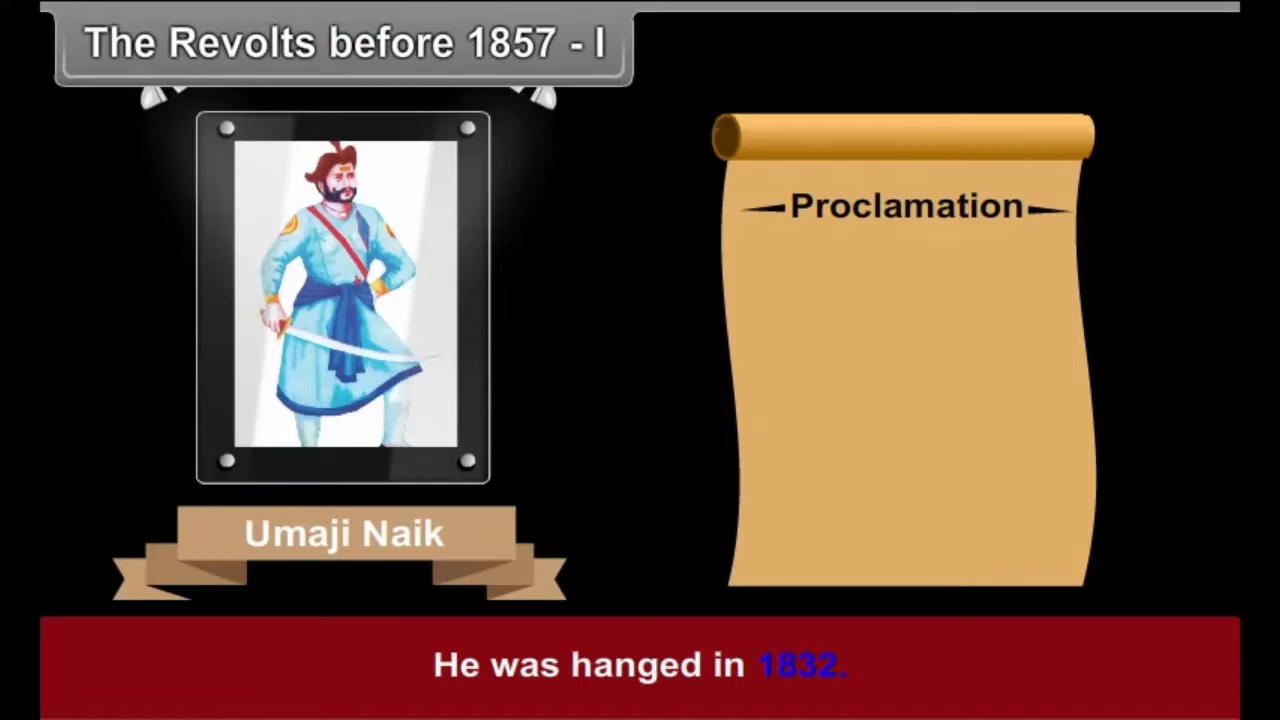 The Revolts before 1857 - I
Proclamation
Umaji Naik
He was hanged in 1832.